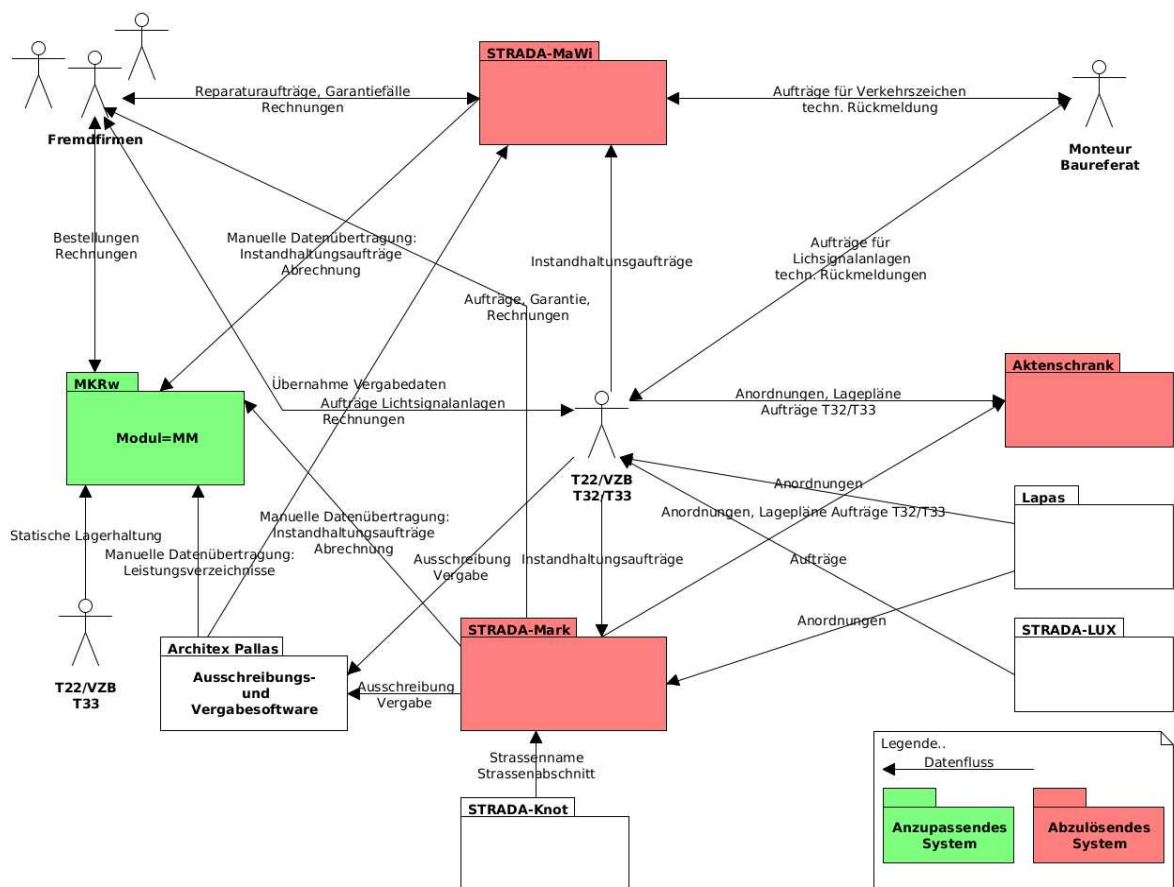 STRADA-MaWi
Reparaturaufträge, Garantiefälle
Rechnungen
Aufträge für Verkehrszeichen
techn. Rückmeldung
Fremdfirmen
Monteur
Baureferat
Bestellungen
Rechnungen
Manuelle Datenübertragung:
Instandhaltungsaufträge
Abrechnung
Instandhaltunsgaufträge
Aufträge für
Lichsignalanlagen
techn. Rückmeldungen
Aufträge, Garantie,
Rechnungen
MKRw
Modul=MM
Übernahme Vergabedaten
Aufträge Lichtsignalanlagen
Rechnungen
Anordnungen, Lagepläne
Aufträge T32/T33
Aktenschrank
T22/VZB
T32/T33
Anordnungen
Lapas
Statische Lagerhaltung
Manuelle Datenübertragung:
Instandhaltungsaufträge
Abrechnung
Anordnungen, Lagepläne Aufträge T32/T33
Manuelle Datenübertragung:
Leistungsverzeichnisse
Ausschreibung
Vergabe
Instandhaltungsaufträge
Aufträge
Anordnungen
T22/VZB
T33
Architex Pallas
Ausschreibungs-
und
Vergabesoftware
Ausschreibung
Vergabe
STRADA-Mark
STRADA-LUX
Strassenname
Strassenabschnitt
STRADA-Knot
Legende..
Datenfluss
Anzupassendes
System
Abzulösendes
System